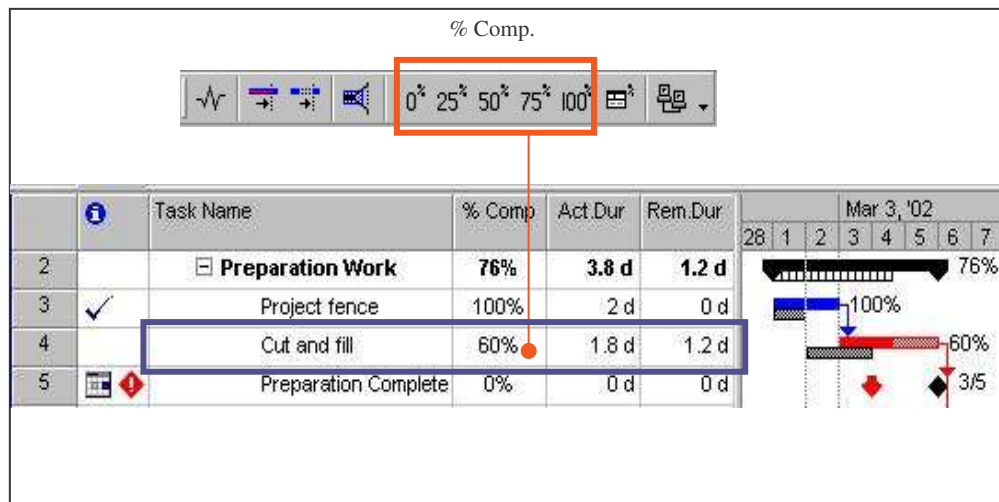 % Comp.
0% 25% 50% 75% 100%
Task Name % Comp Act.Dur Rem.Dur Mar 3, '02
28 1 2 3 4 5 6 7
2 Preparation Work 76% 3.8 d 1.2 d 76%
3 Project fence 100% 2 d 0 d 100%
4 Cut and fill 60% 1.8 d 1.2 d 60%
5 Preparation Complete 0% 0 d 0 d 3/5